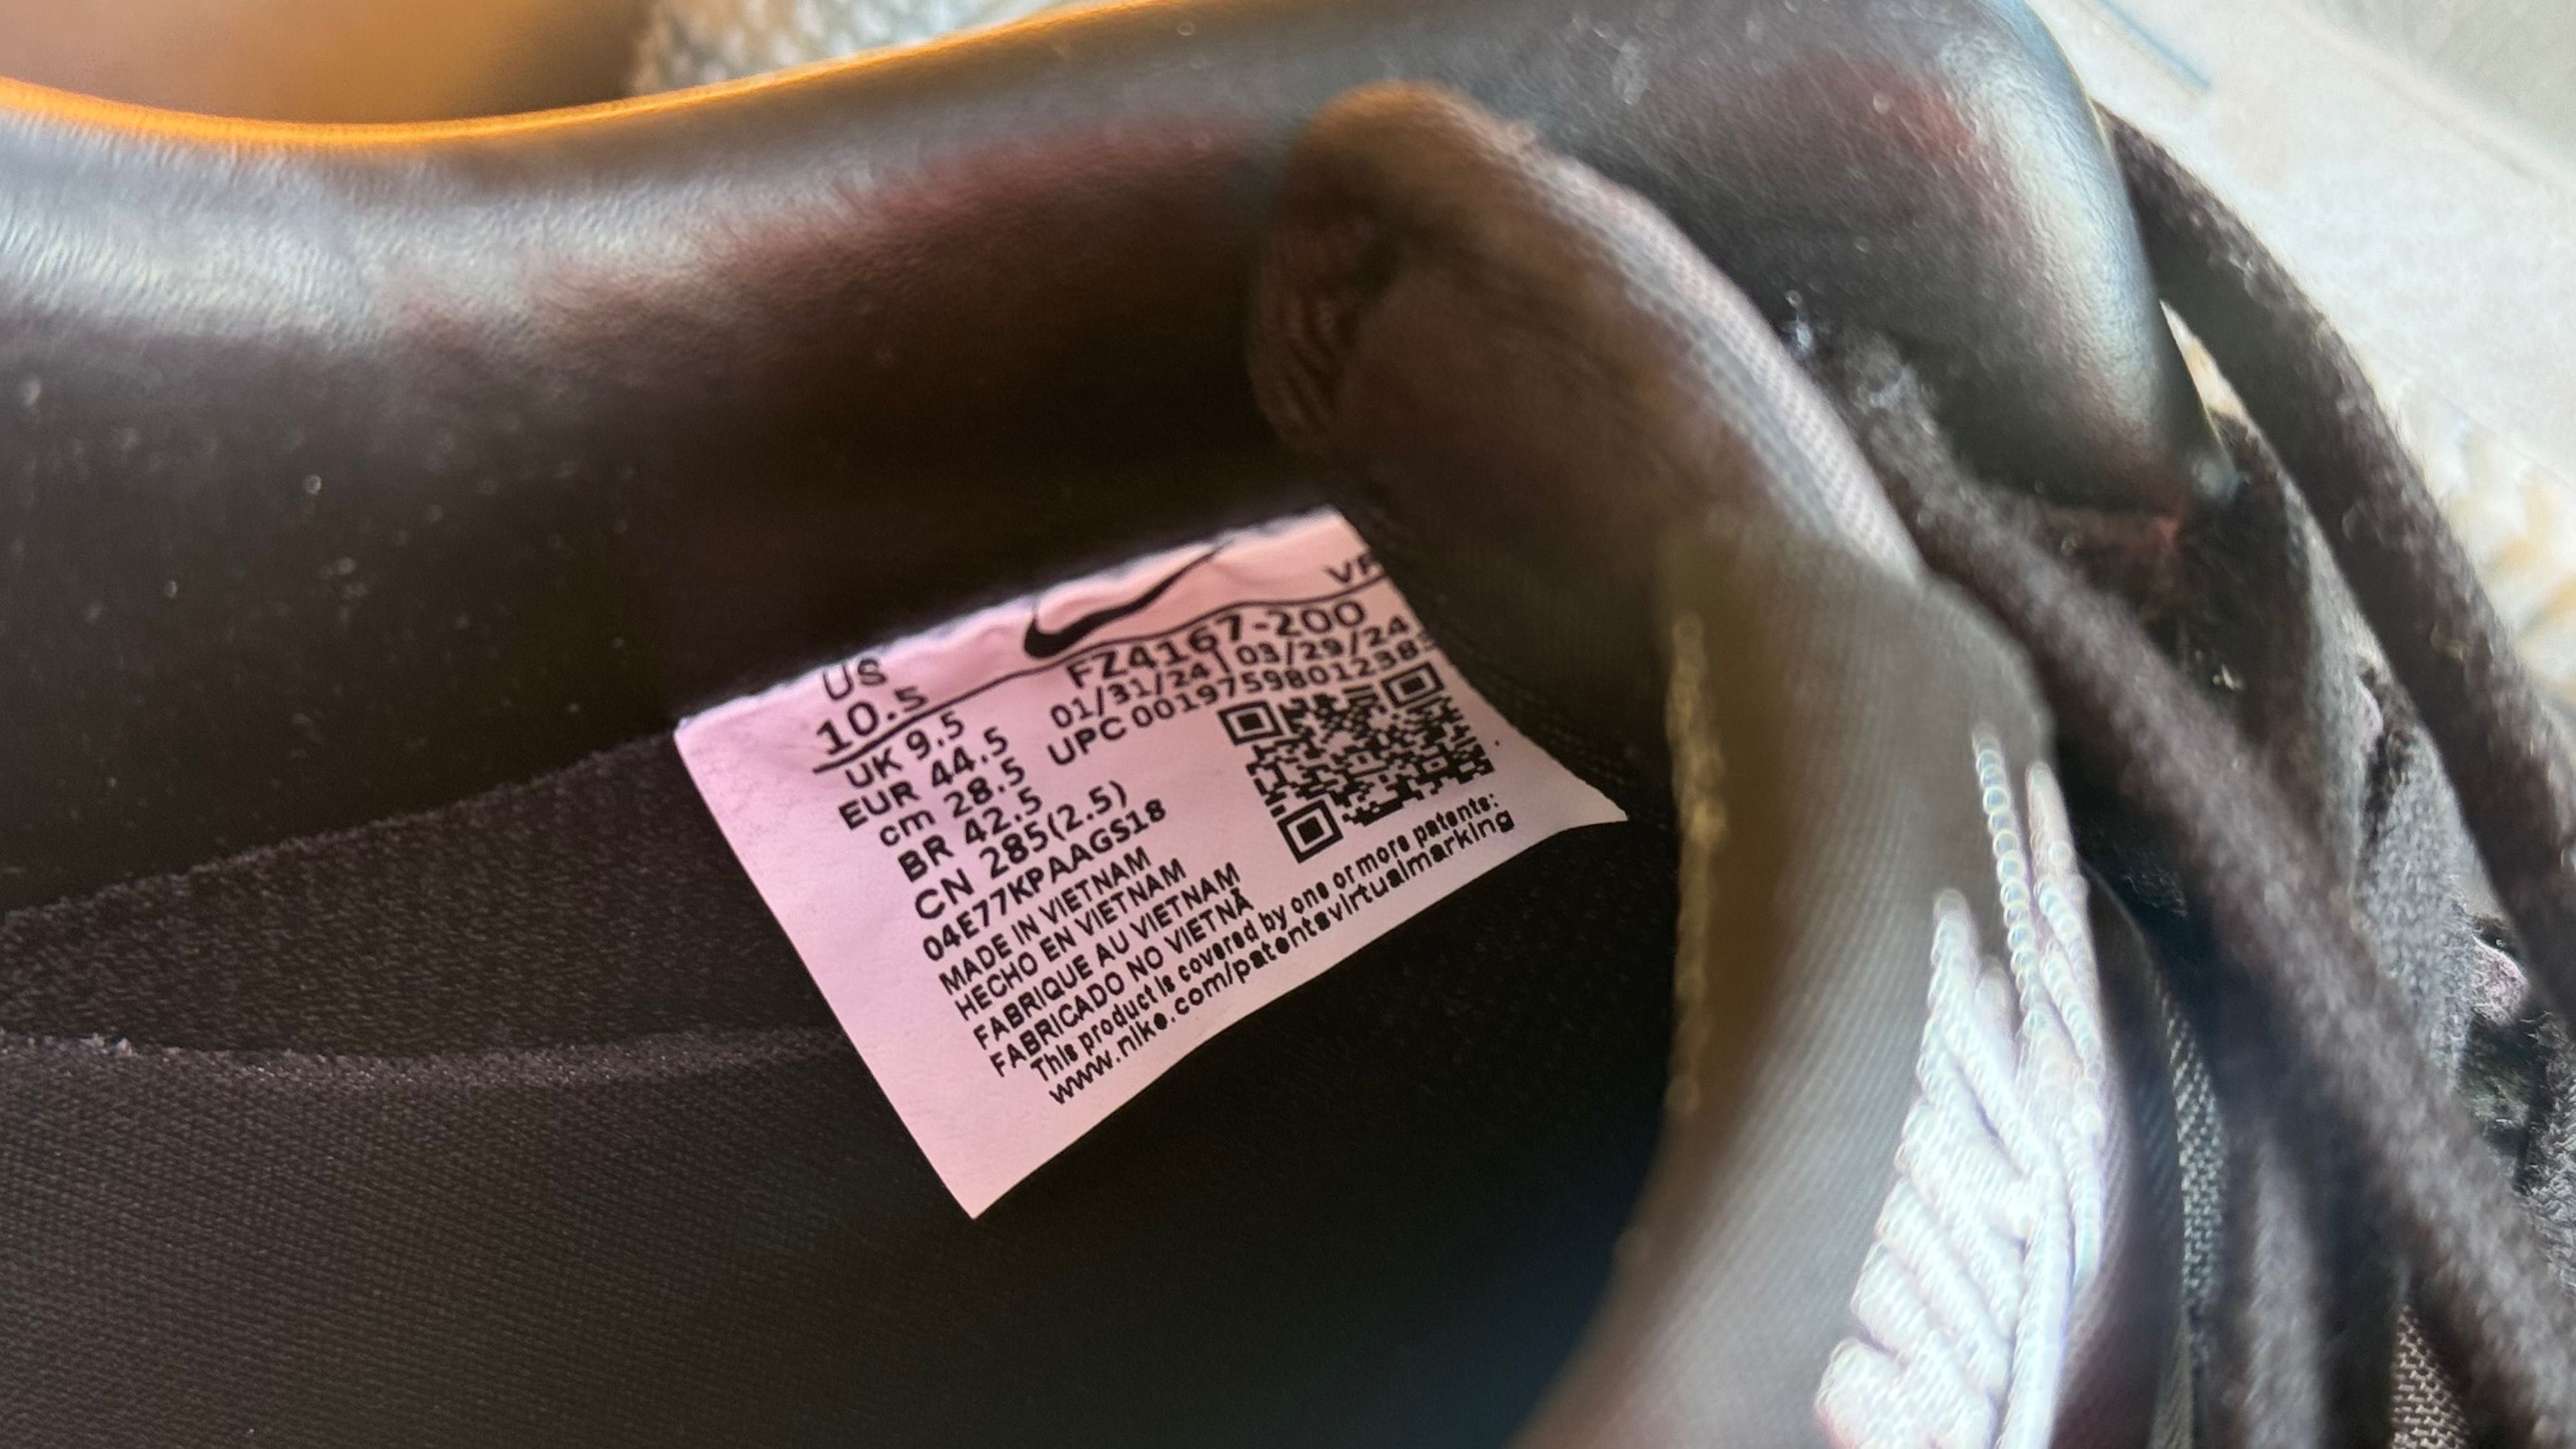 US
10.5
UK 9.5
EUR 44.5
cm 28.5
BR 42.5
CN 285(2.5)
04E77KPAAGS18
MADE IN VIETNAM
HECHO EN VIETNAM
FABRIQUE AU VIETNAM
FABRICADO NO VIETNÃ
This product is covered by one or more patents:
www.nike.com/patentsvirtualmarking
FZ4167-200
01/31/24 | 03/29/24
UPC